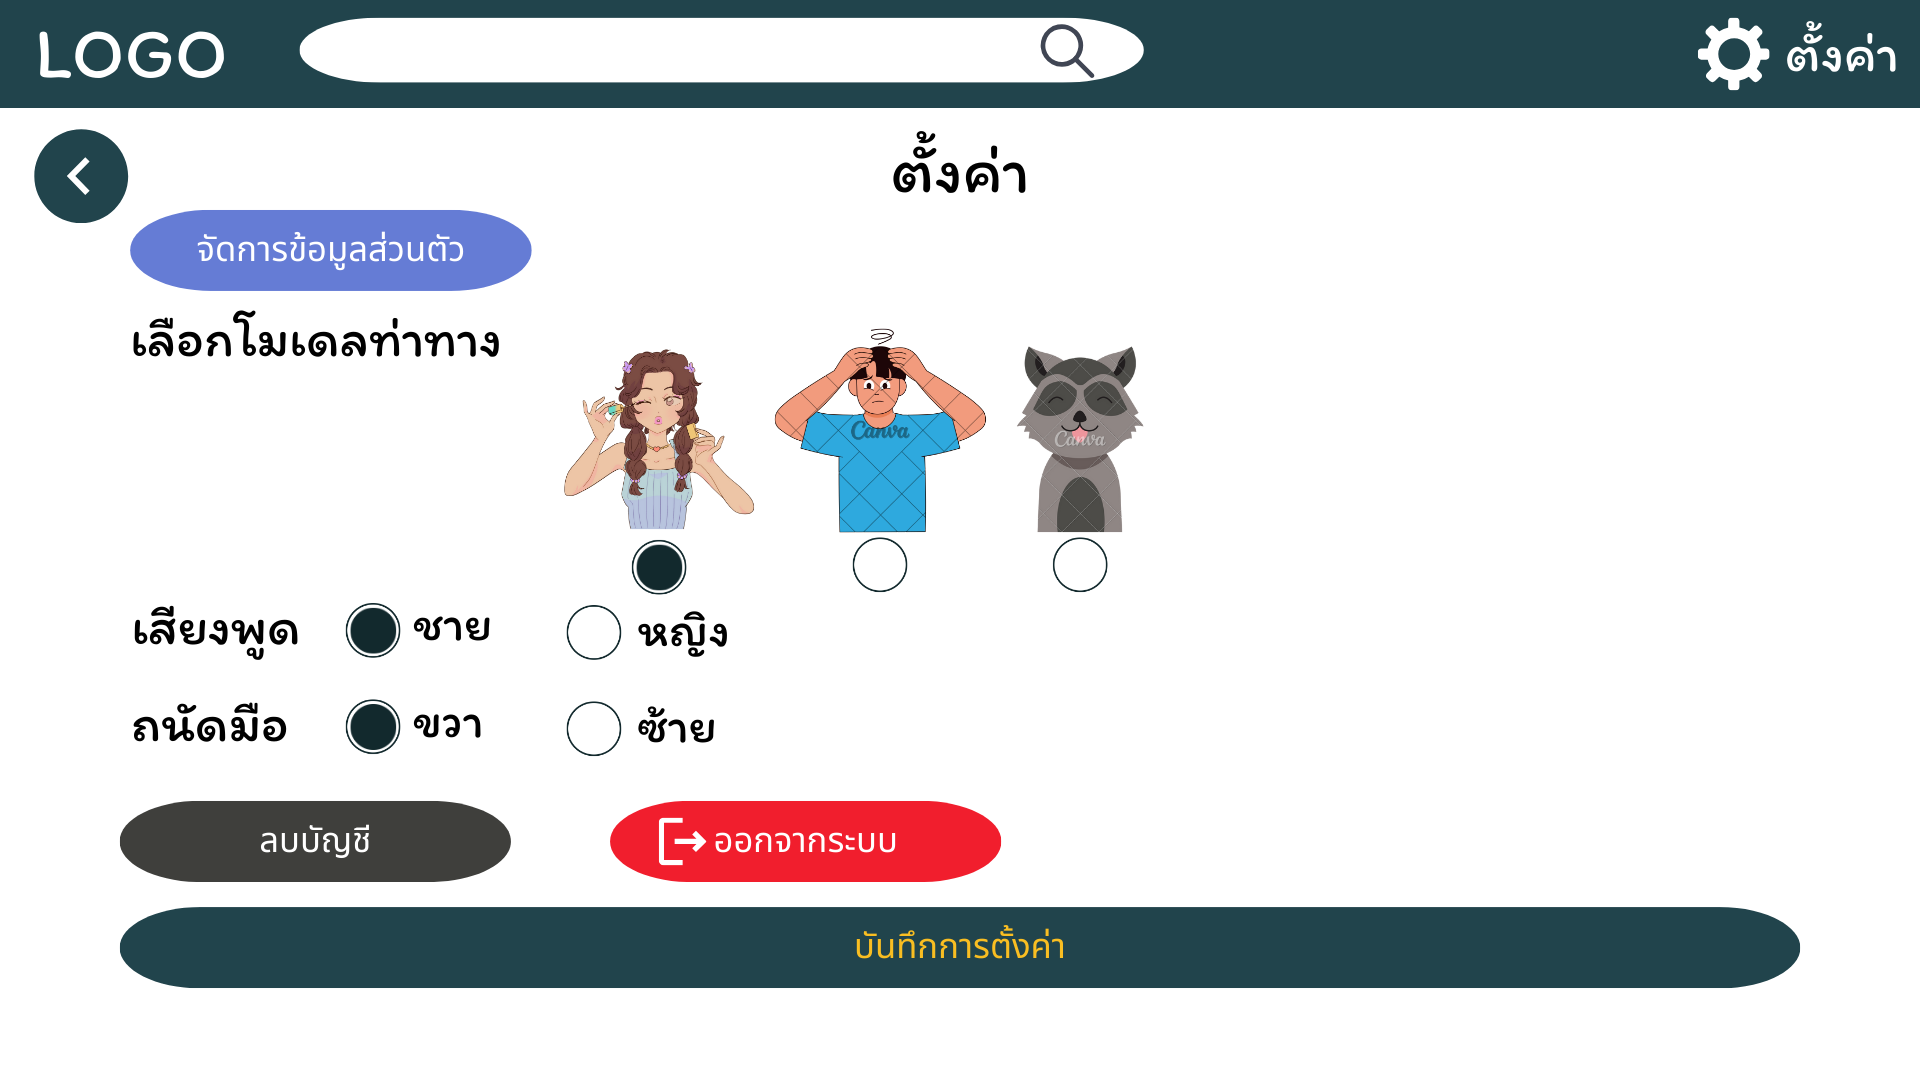 LOGO
ตั้งค่า
ตั้งค่า
จัดการข้อมูลส่วนตัว
เลือกโมเดลท่าทาง
Canva
Canva
เสียงพูด ชาย หญิง
ถนัดมือ ขวา ซ้าย
ลบบัญชี ออกจากระบบ
บันทึกการตั้งค่า